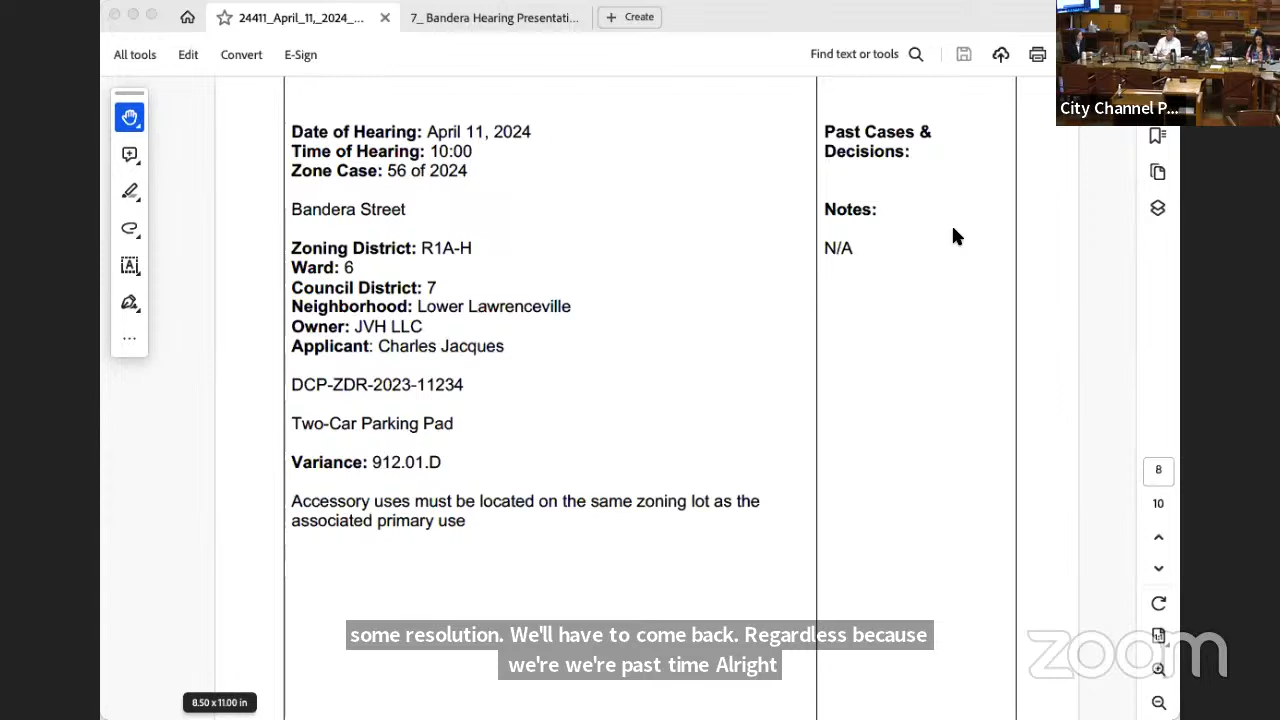 24411_April_11,_2024_...
7_ Bandera Hearing Presentati...
Create
All tools
Edit
Convert
E-Sign
Find text or tools
City Channel P...
Date of Hearing: April 11, 2024
Time of Hearing: 10:00
Zone Case: 56 of 2024
Bandera Street
Zoning District: R1A-H
Ward: 6
Council District: 7
Neighborhood: Lower Lawrenceville
Owner: JVH LLC
Applicant: Charles Jacques
DCP-ZDR-2023-11234
Two-Car Parking Pad
Variance: 912.01.D
Accessory uses must be located on the same zoning lot as the
associated primary use
Past Cases &
Decisions:
Notes:
N/A
8
10
some resolution. We'll have to come back. Regardless because
we're we're past time Alright
zoom
8.50 x 11.00 in